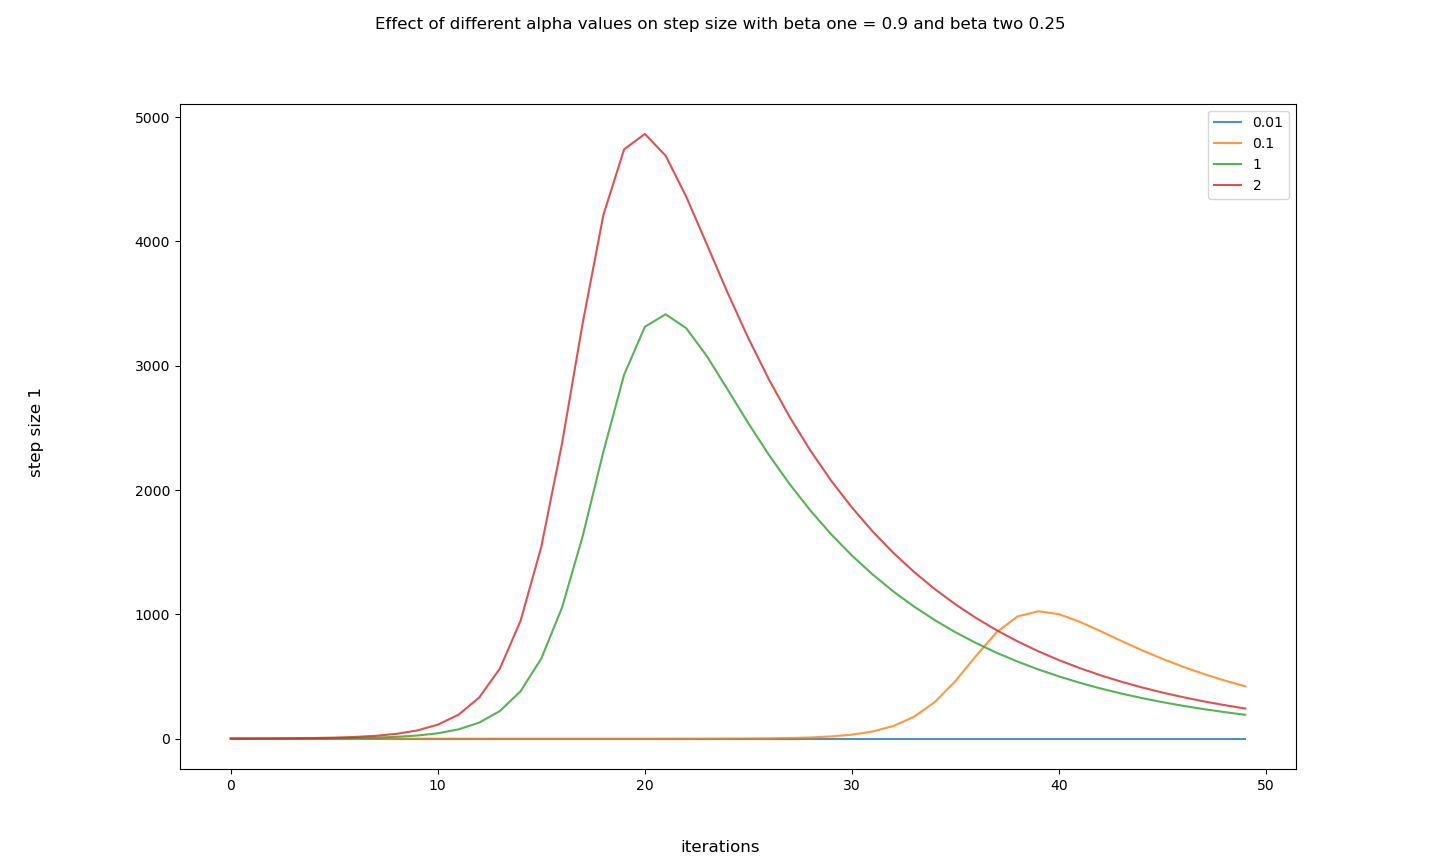 Effect of different alpha values on step size with beta one = 0.9 and beta two 0.25
5000
4000
3000
2000
1000
0
step size 1
0.01
0.1
1
2
0 10 20 30 40 50
iterations